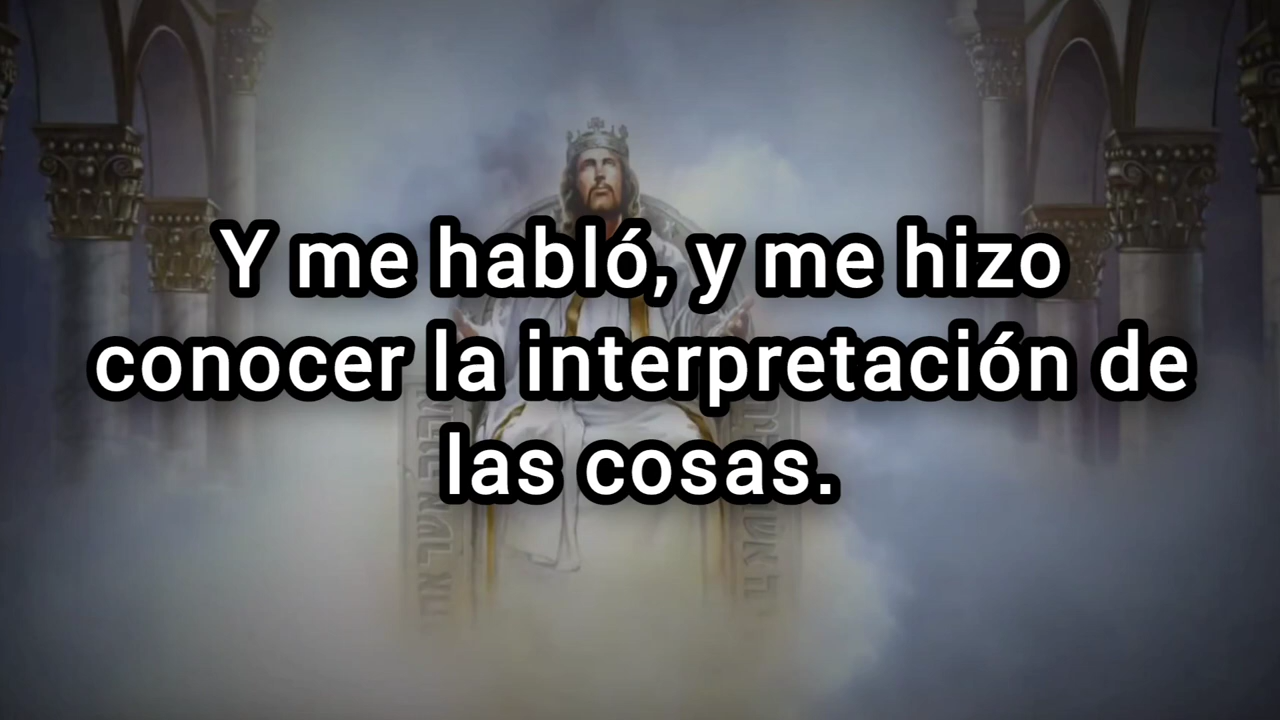 Y me habló, y me hizo
conocer la interpretación de
las cosas.